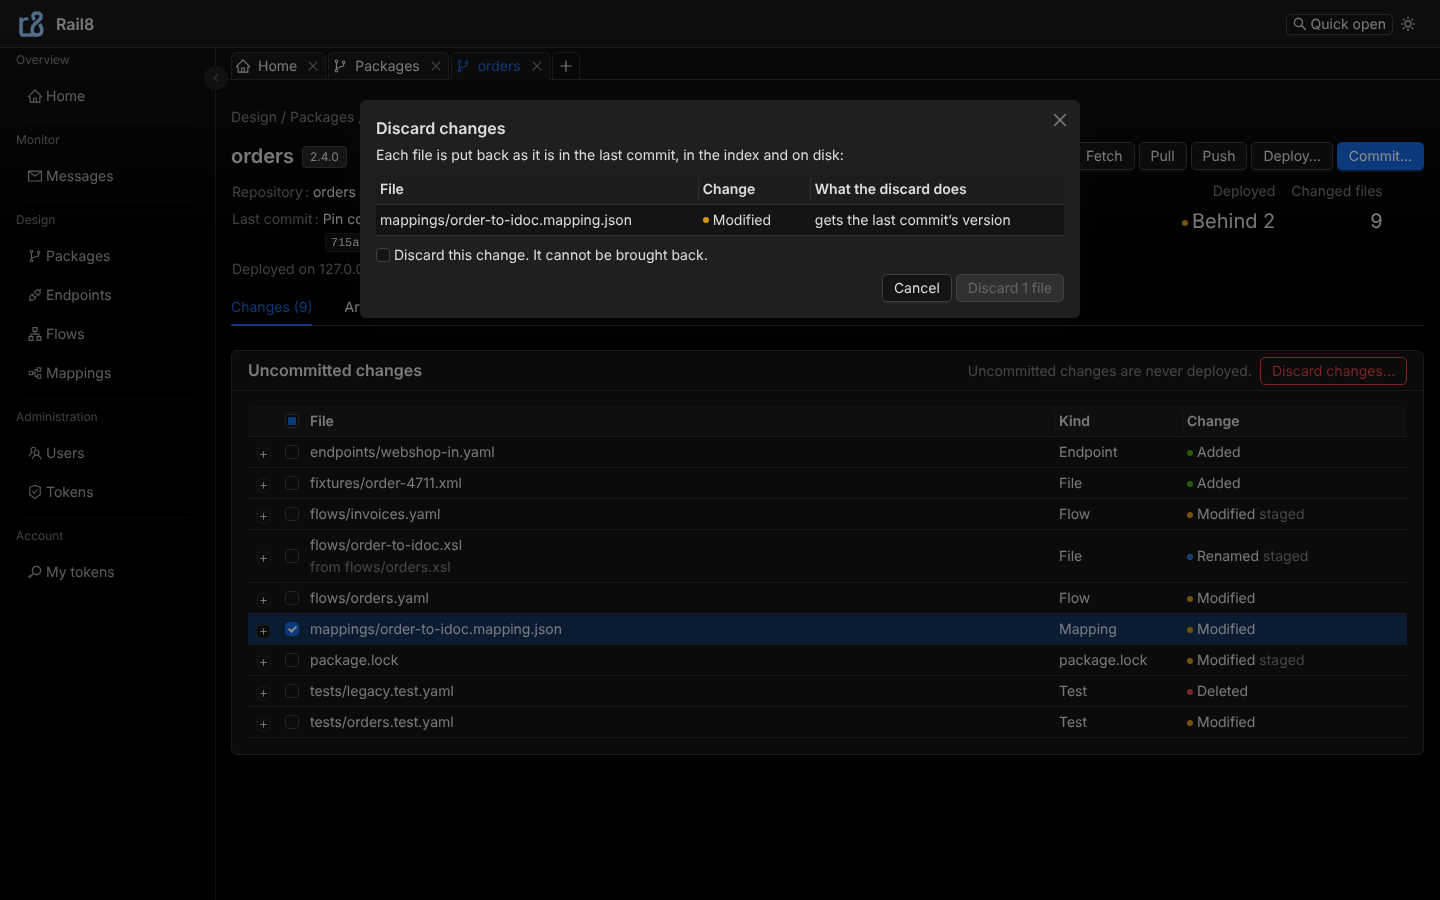 Rail8
Quick open
Overview
Home
Monitor
Messages
Design
Packages
Endpoints
Flows
Mappings
Administration
Users
Tokens
Account
My tokens
Home
Packages
orders
Design / Packages /
orders 2.4.0
Fetch Pull Push Deploy... Commit...
Repository: orders
Last commit: Pin
715a
Deployed on 127.0.
Deployed Changed files
Behind 2 9
Changes (9)
Discard changes
Each file is put back as it is in the last commit, in the index and on disk:
File Change What the discard does
mappings/order-to-idoc.mapping.json Modified gets the last commit’s version
Discard this change. It cannot be brought back.
Cancel Discard 1 file
Uncommitted changes Uncommitted changes are never deployed. Discard changes...
File Kind Change
endpoints/webshop-in.yaml Endpoint Added
fixtures/order-4711.xml File Added
flows/invoices.yaml Flow Modified staged
flows/order-to-idoc.xsl File Renamed staged
from flows/orders.xsl
flows/orders.yaml Flow Modified
mappings/order-to-idoc.mapping.json Mapping Modified
package.lock package.lock Modified staged
tests/legacy.test.yaml Test Deleted
tests/orders.test.yaml Test Modified